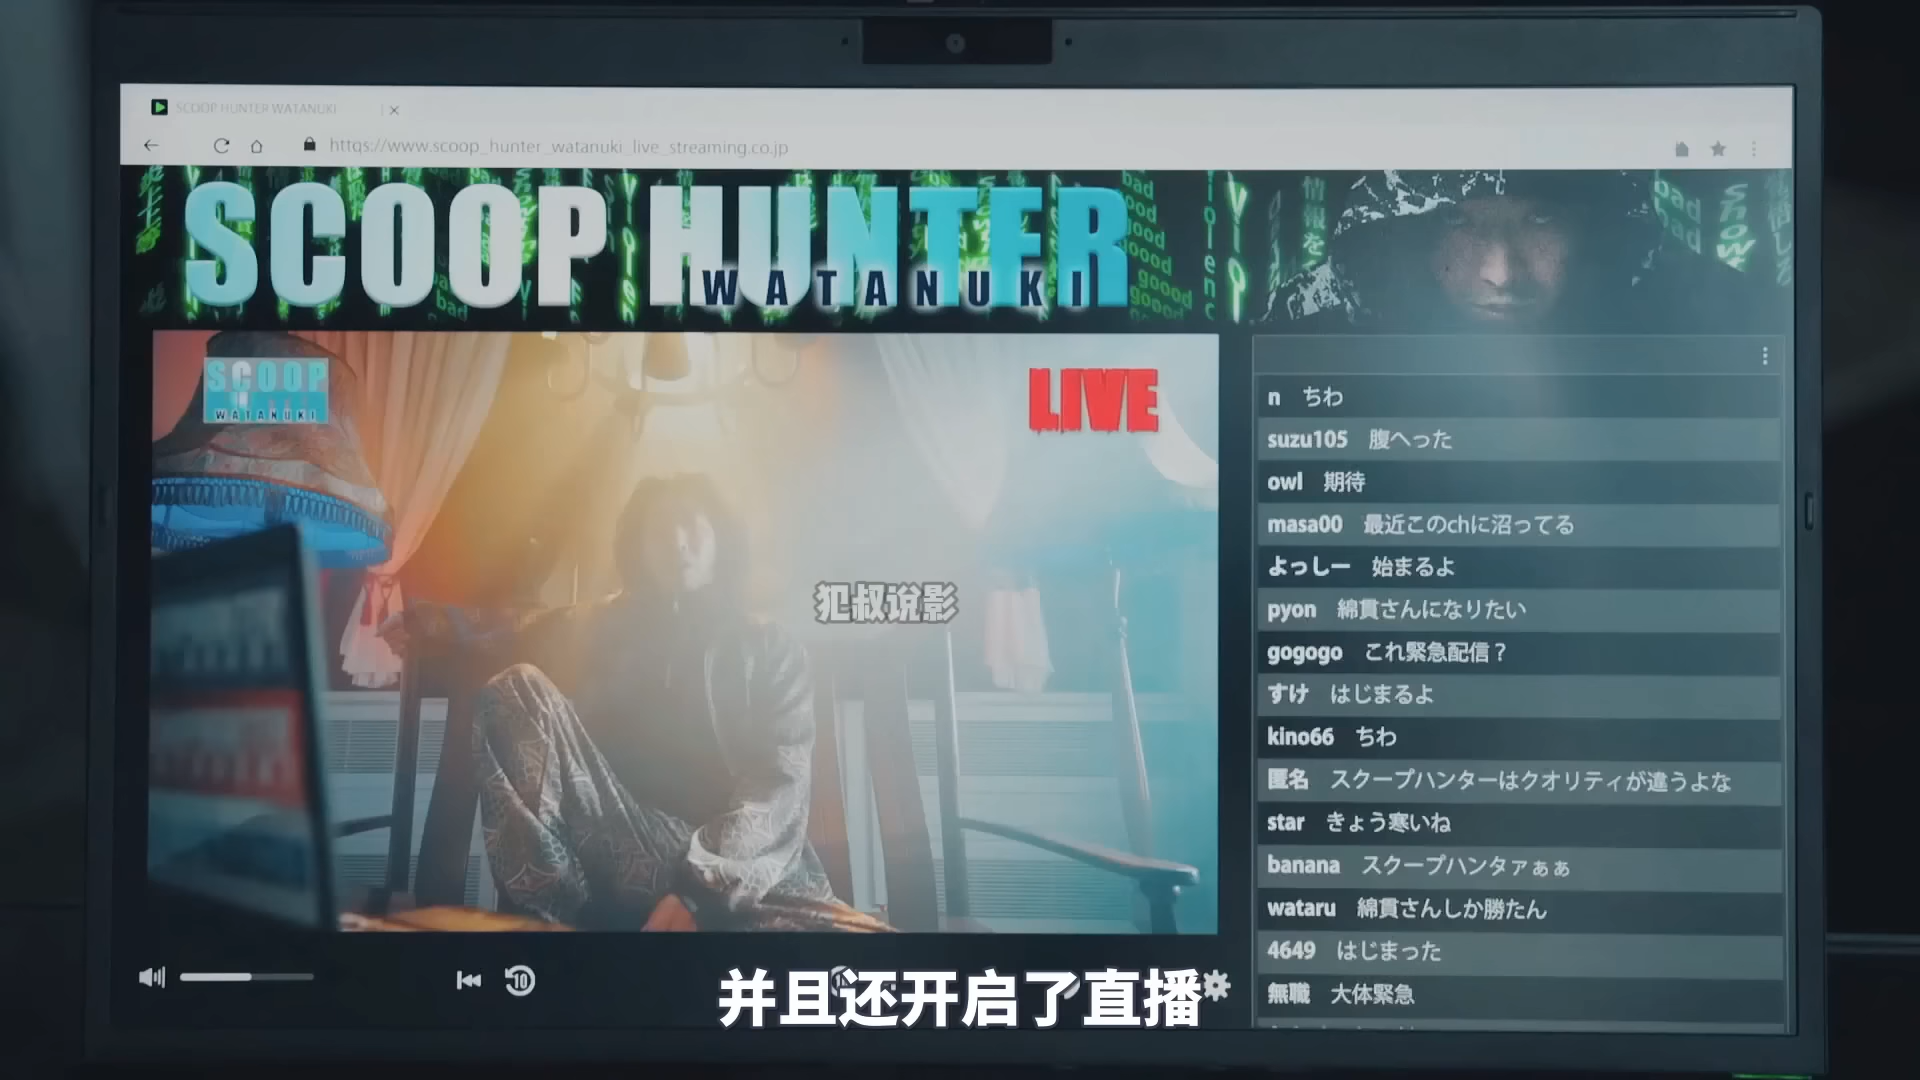 SCOOP HUNTER WATANUKI
httqs://www.scoop_hunter_watanuki_live_streaming.co.jp
SCOOP HUNTER
WATANUKI
SCOOP
WATANUKI
LIVE
n ちわ
suzu105 腹へった
owl 期待
masa00 最近このchに沼ってる
よっしー 始まるよ
pyon 綿貫さんになりたい
gogogo これ緊急配信？
すけ はじまるよ
kino66 ちわ
匿名 スクープハンターはクオリティが違うよな
star きょう寒いね
banana スクープハンタァぁぁ
wataru 綿貫さんしか勝たん
4649 はじまった
無職 大体緊急
犯叔说影
10
并且还开启了直播